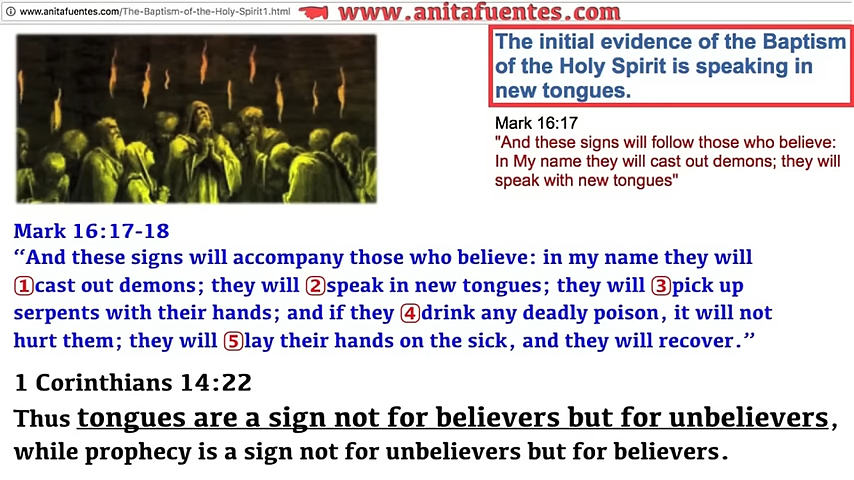 www.anitafuentes.com/The-Baptism-of-the-Holy-Spirit1.html
www.anitafuentes.com
The initial evidence of the Baptism
of the Holy Spirit is speaking in
new tongues.
Mark 16:17
"And these signs will follow those who believe:
In My name they will cast out demons; they will
speak with new tongues"
Mark 16:17-18
“And these signs will accompany those who believe: in my name they will
1cast out demons; they will 2speak in new tongues; they will 3pick up
serpents with their hands; and if they 4drink any deadly poison, it will not
hurt them; they will 5lay their hands on the sick, and they will recover.”
1 Corinthians 14:22
Thus tongues are a sign not for believers but for unbelievers,
while prophecy is a sign not for unbelievers but for believers.